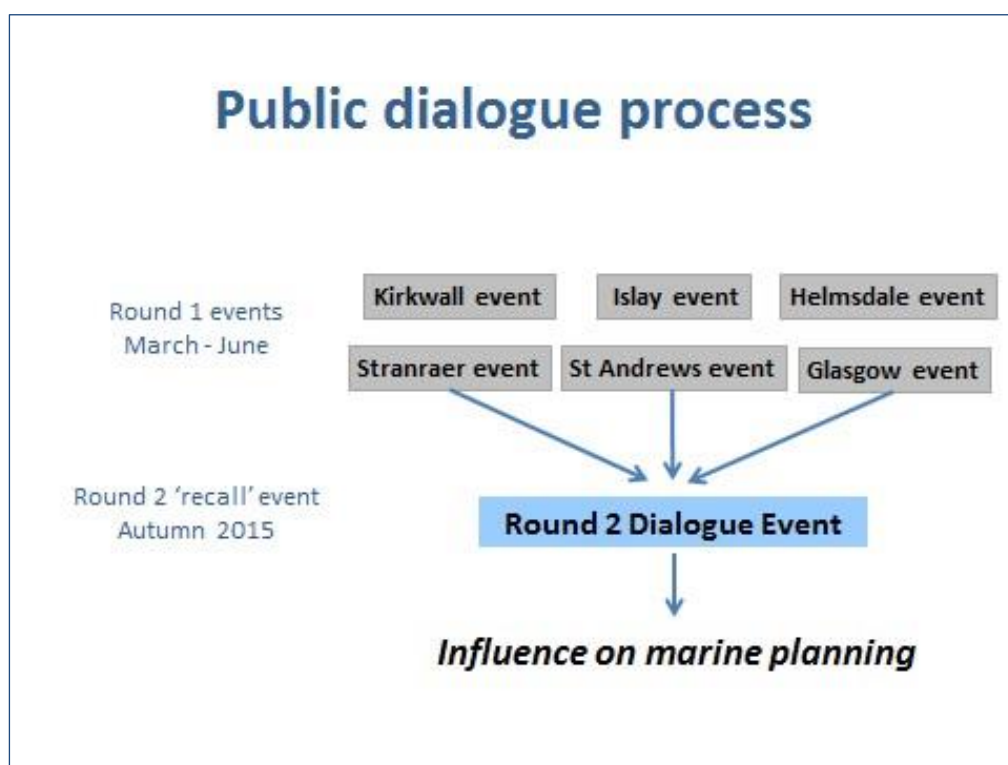 Public dialogue process
Round 1 events
March - June
Kirkwall event
Islay event
Helmsdale event
Stranraer event
St Andrews event
Glasgow event
Round 2 ‘recall’ event
Autumn 2015
Round 2 Dialogue Event
Influence on marine planning